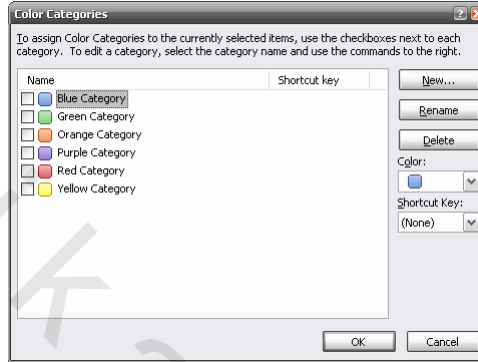 Color Categories
To assign Color Categories to the currently selected items, use the checkboxes next to each
category. To edit a category, select the category name and use the commands to the right.
Name Shortcut key
Blue Category
Green Category
Orange Category
Purple Category
Red Category
Yellow Category
New...
Rename
Delete
Color:
Shortcut Key:
(None)
OK Cancel